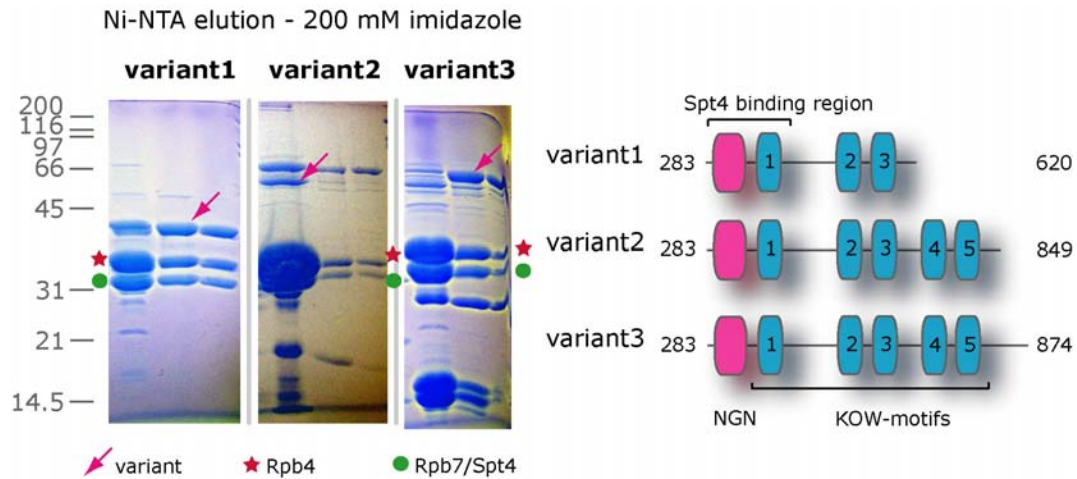 Ni-NTA elution - 200 mM imidazole
variant1 variant2 variant3
200
116
97
66
45
31
21
14.5
variant Rpb4 Rpb7/Spt4
Spt4 binding region
variant1 283 1 2 3 620
variant2 283 1 2 3 4 5 849
variant3 283 1 2 3 4 5 874
NGN KOW-motifs